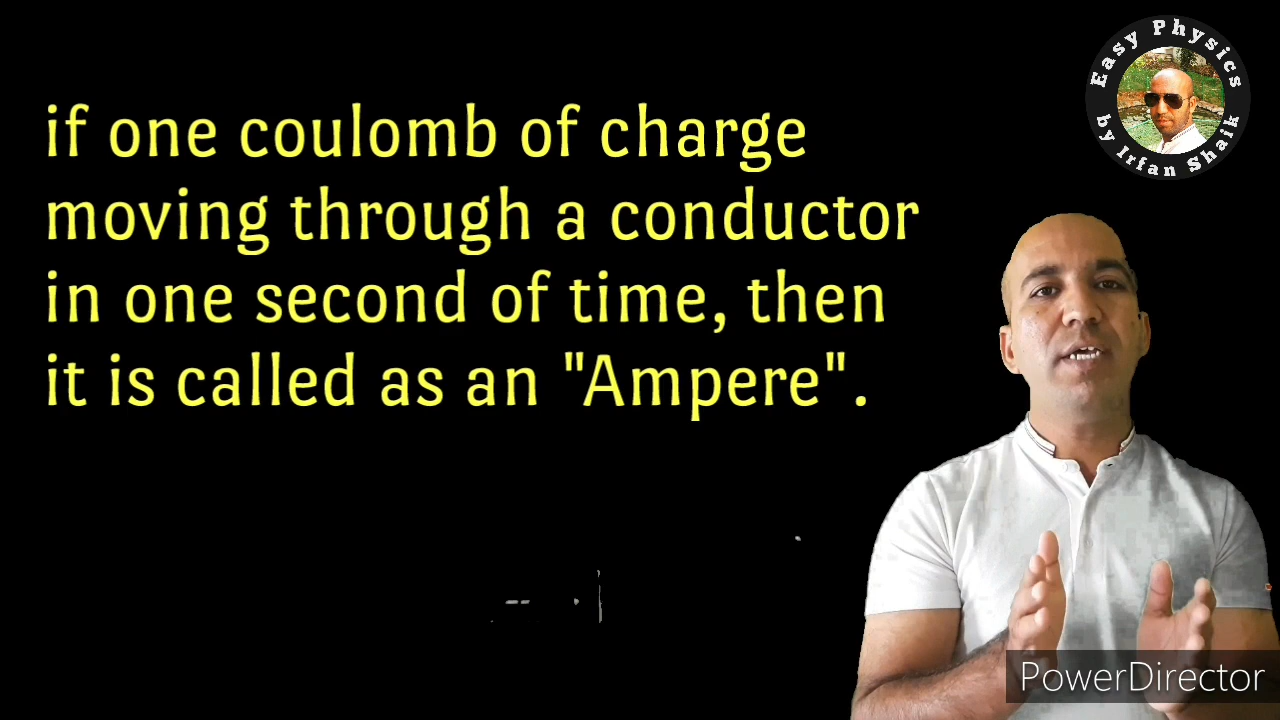 if one coulomb of charge
moving through a conductor
in one second of time, then
it is called as an "Ampere".
Easy Physics
by Irfan Shaik
PowerDirector